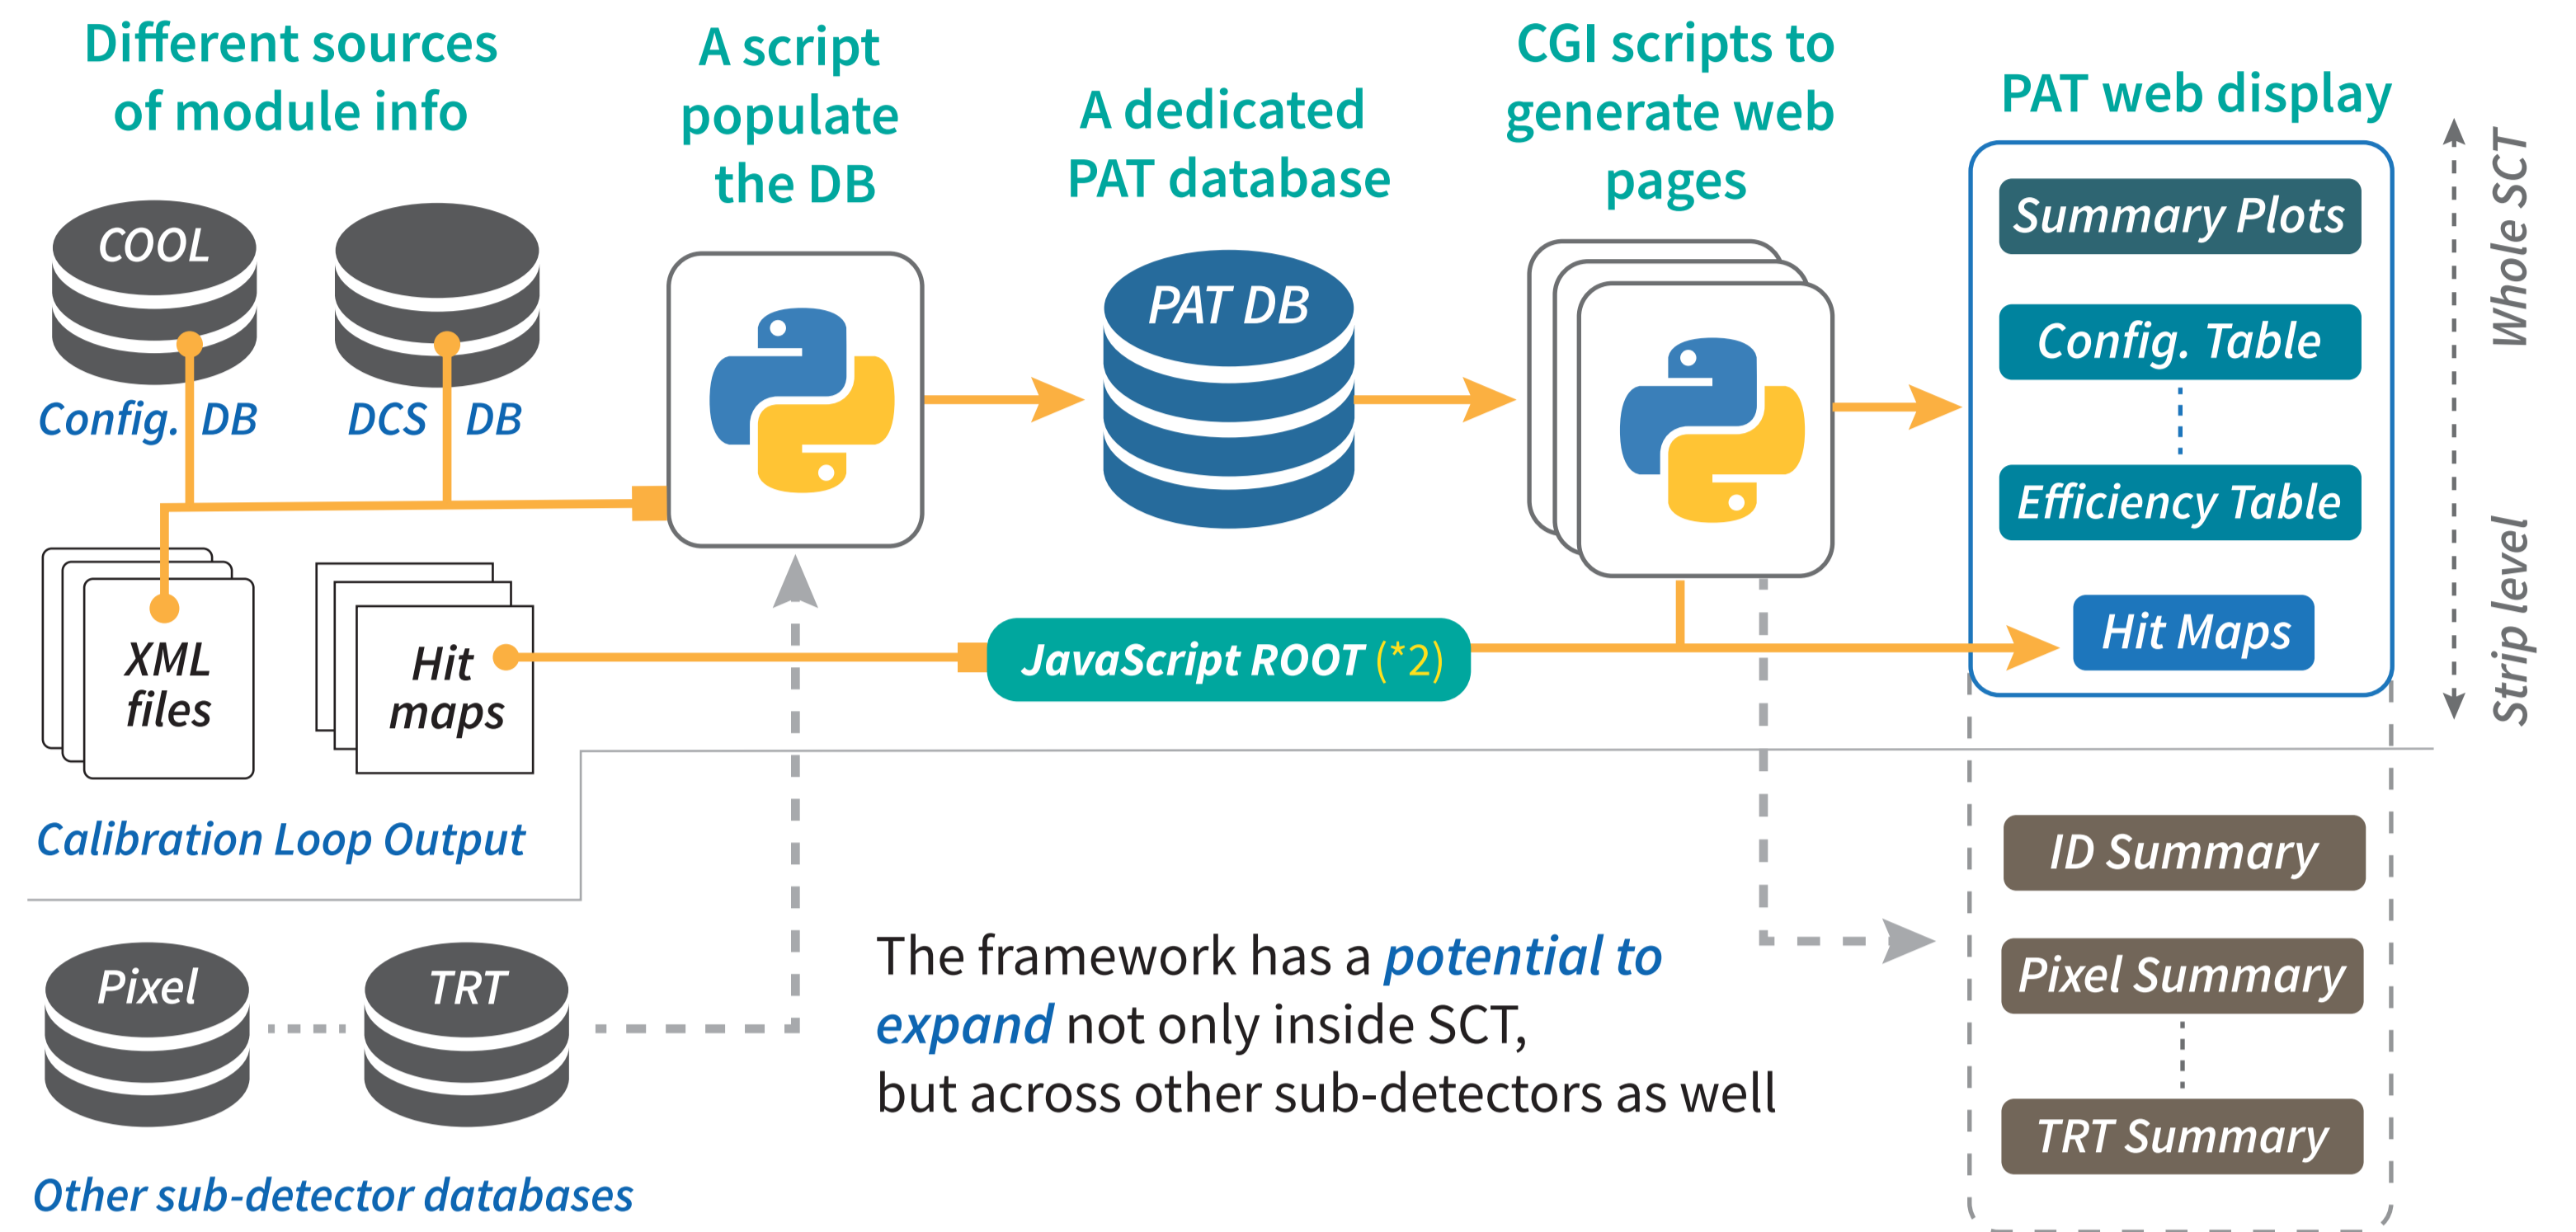 Different sources
of module info
A script
populate
the DB
A dedicated
PAT database
CGI scripts to
generate web
pages
PAT web display
COOL
Config. DB
DCS DB
PAT DB
Summary Plots
Config. Table
Efficiency Table
Hit Maps
Whole SCT
Strip level
XML
files
Hit
maps
JavaScript ROOT (*2)
Calibration Loop Output
Pixel
TRT
Other sub-detector databases
The framework has a potential to
expand not only inside SCT,
but across other sub-detectors as well
ID Summary
Pixel Summary
TRT Summary